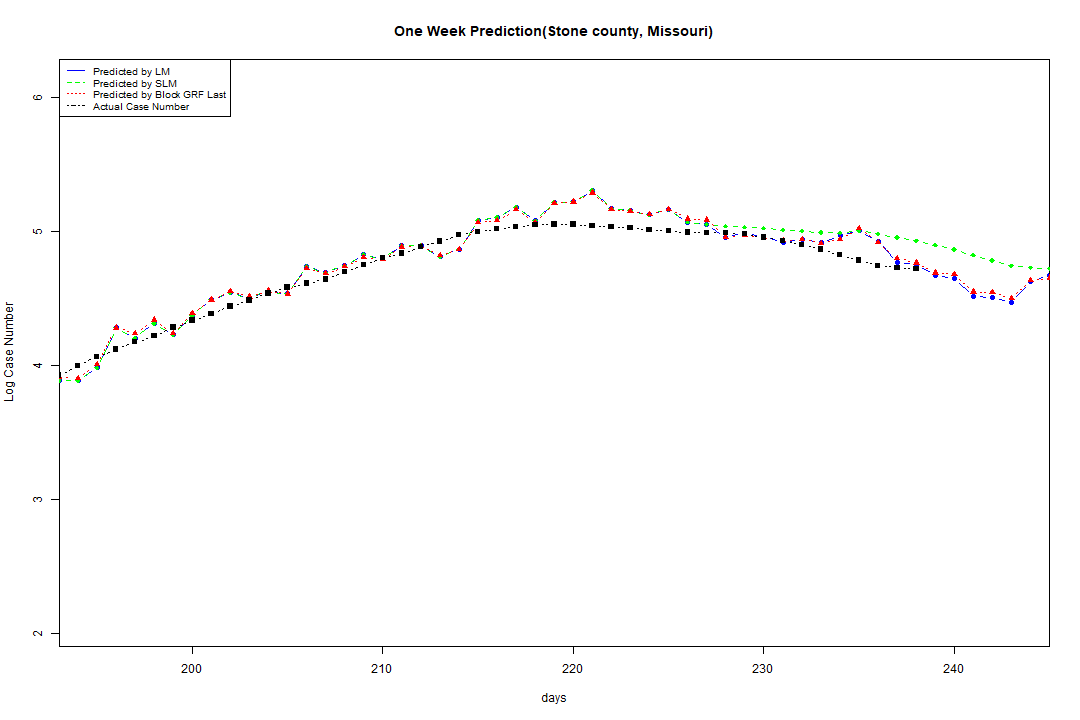 One Week Prediction(Stone county, Missouri)
Predicted by LM
Predicted by SLM
Predicted by Block GRF Last
Actual Case Number
6
5
4
3
2
Log Case Number
200 210 220 230 240
days